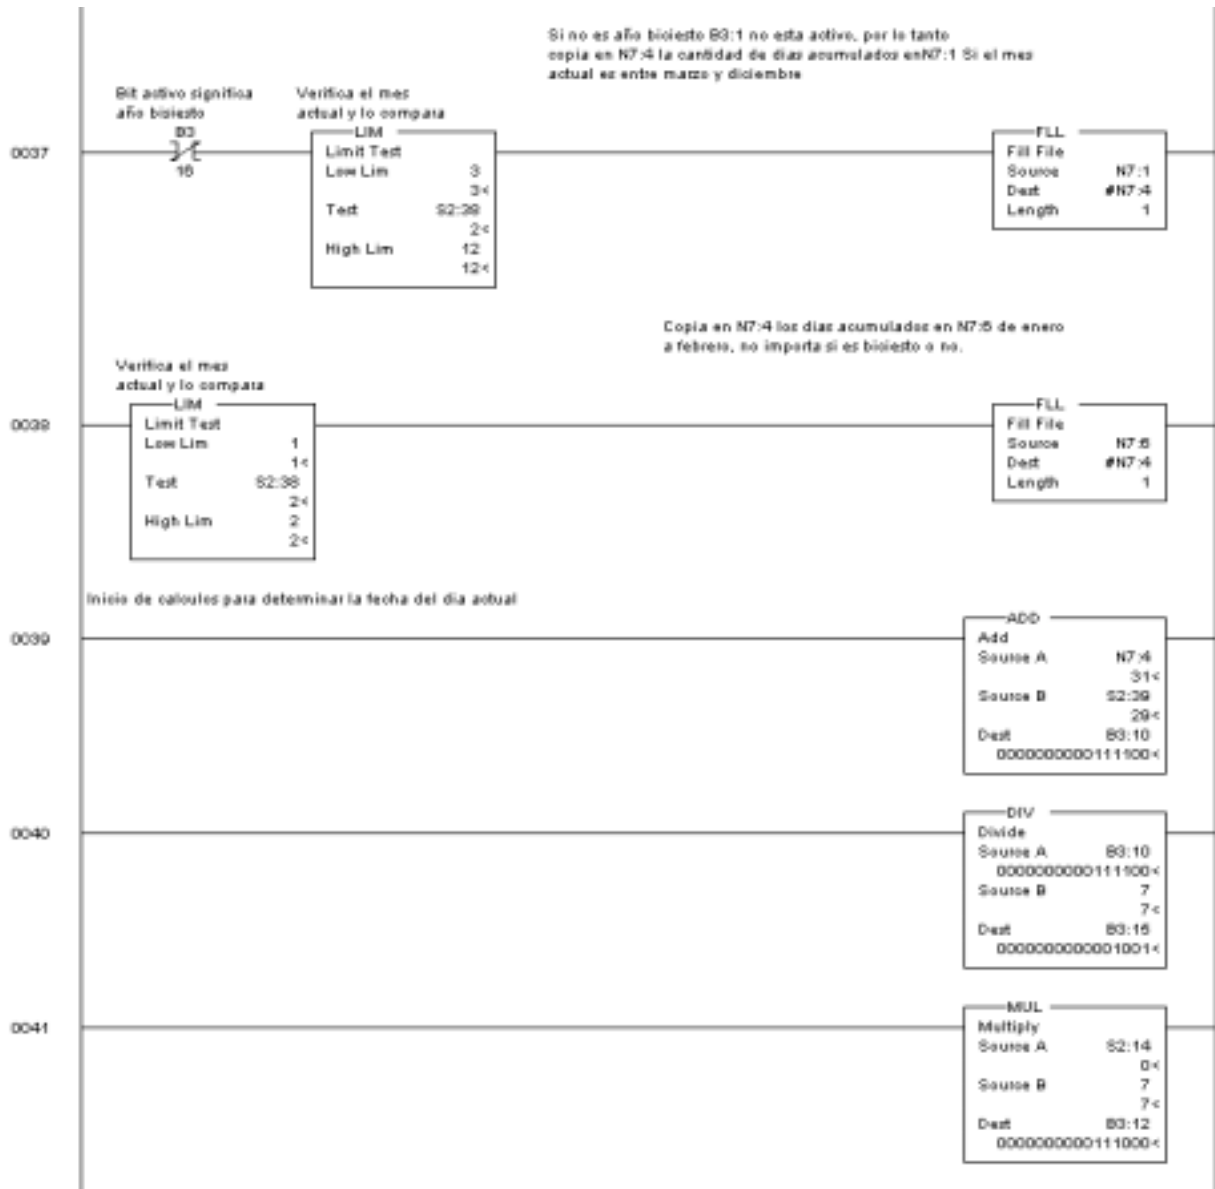 Si no es año bisiesto B3:1 no esta activo, por lo tanto
copia en N7:4 la cantidad de dias acumulados enN7:1 Si el mes
actual es entre marzo y diciembre
Bit activo significa
año bisiesto
Verifica el mes
actual y lo compara
0037
B3
16
LIM
Limit Test
Low Lim 3
3<
Test S2:38
2<
High Lim 12
12<
FLL
Fill File
Source N7:1
Dest #N7:4
Length 1
Copia en N7:4 los dias acumulados en N7:5 de enero
a febrero, no importa si es bisiesto o no.
Verifica el mes
actual y lo compara
0038
LIM
Limit Test
Low Lim 1
1<
Test S2:38
2<
High Lim 2
2<
FLL
Fill File
Source N7:5
Dest #N7:4
Length 1
Inicio de calculos para determinar la fecha del dia actual
0039
ADD
Add
Source A N7:4
31<
Source B S2:39
29<
Dest B3:10
0000000000111100<
0040
DIV
Divide
Source A B3:10
0000000000111100<
Source B 7
7<
Dest B3:15
0000000000001001<
0041
MUL
Multiply
Source A S2:14
0<
Source B 7
7<
Dest B3:12
0000000000111000<